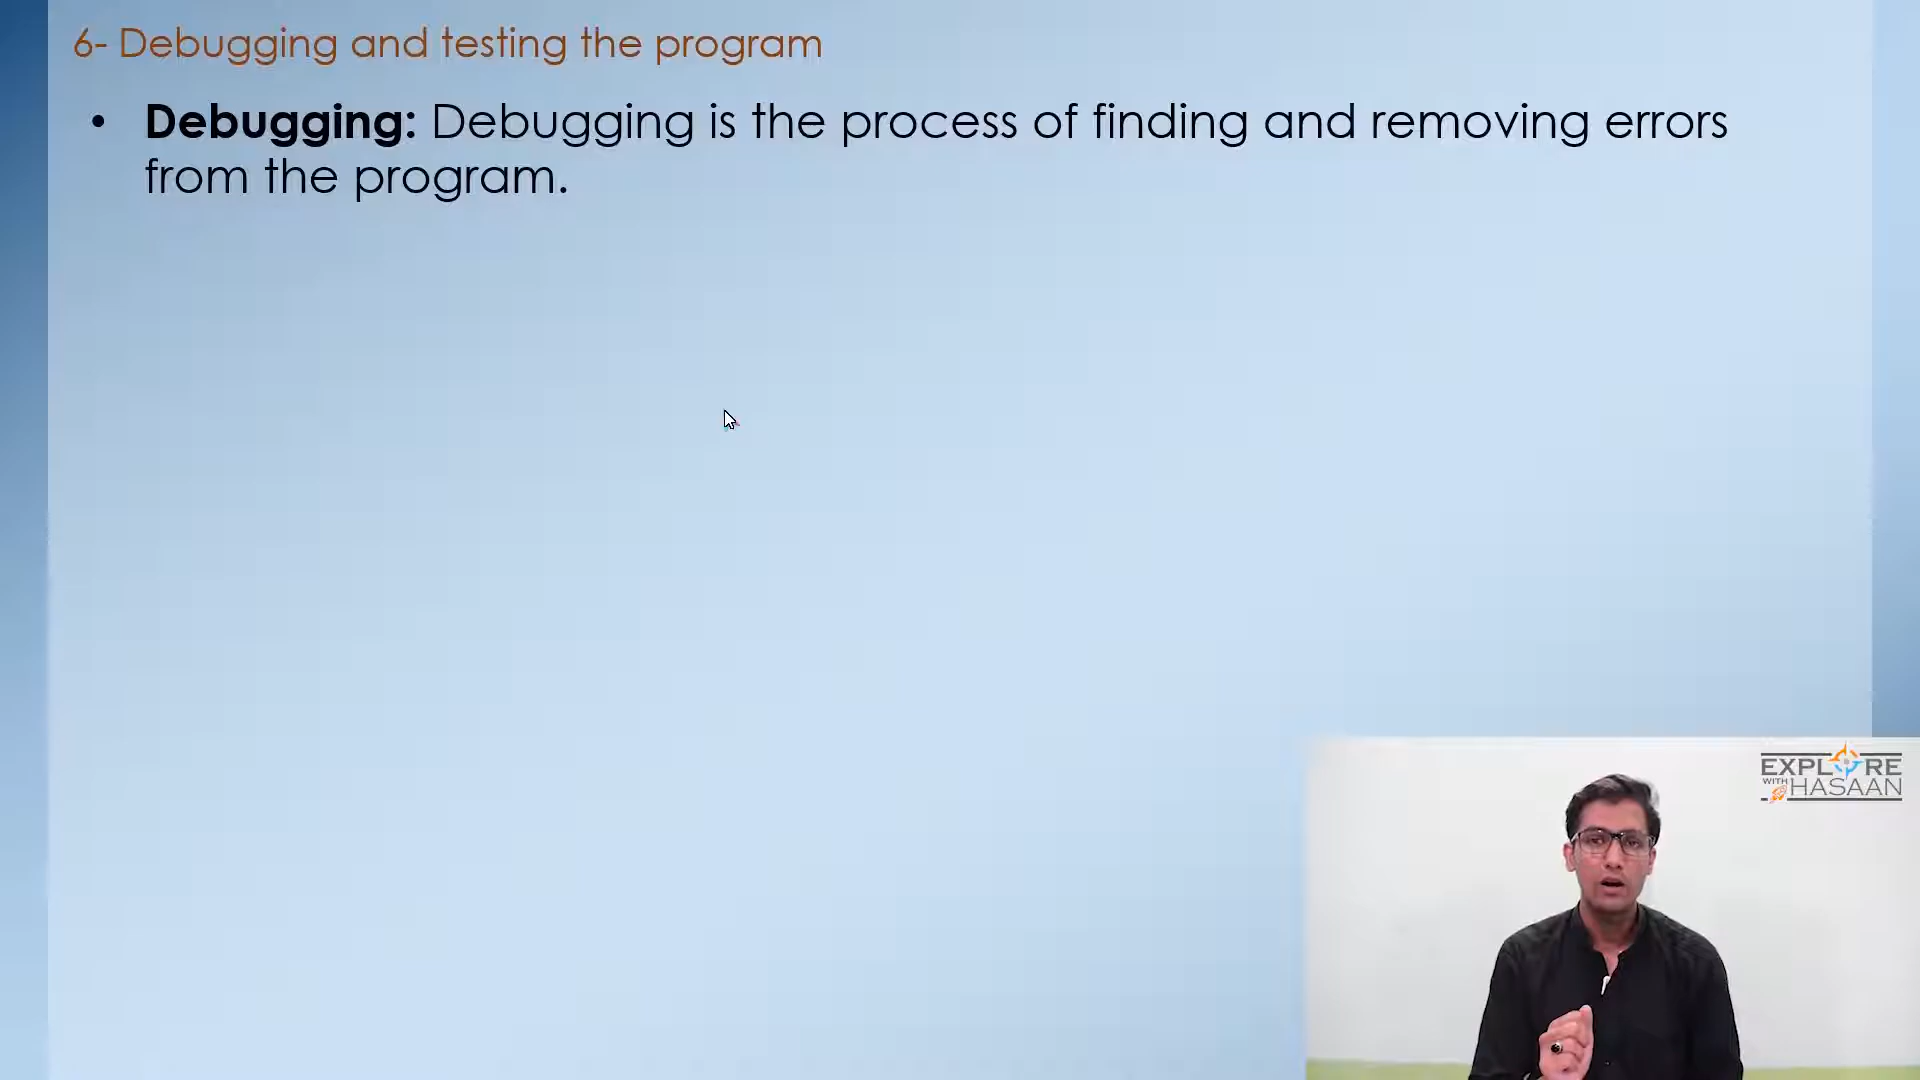 6- Debugging and testing the program
• Debugging: Debugging is the process of finding and removing errors
from the program.
EXPLORE
WITH HASAAN